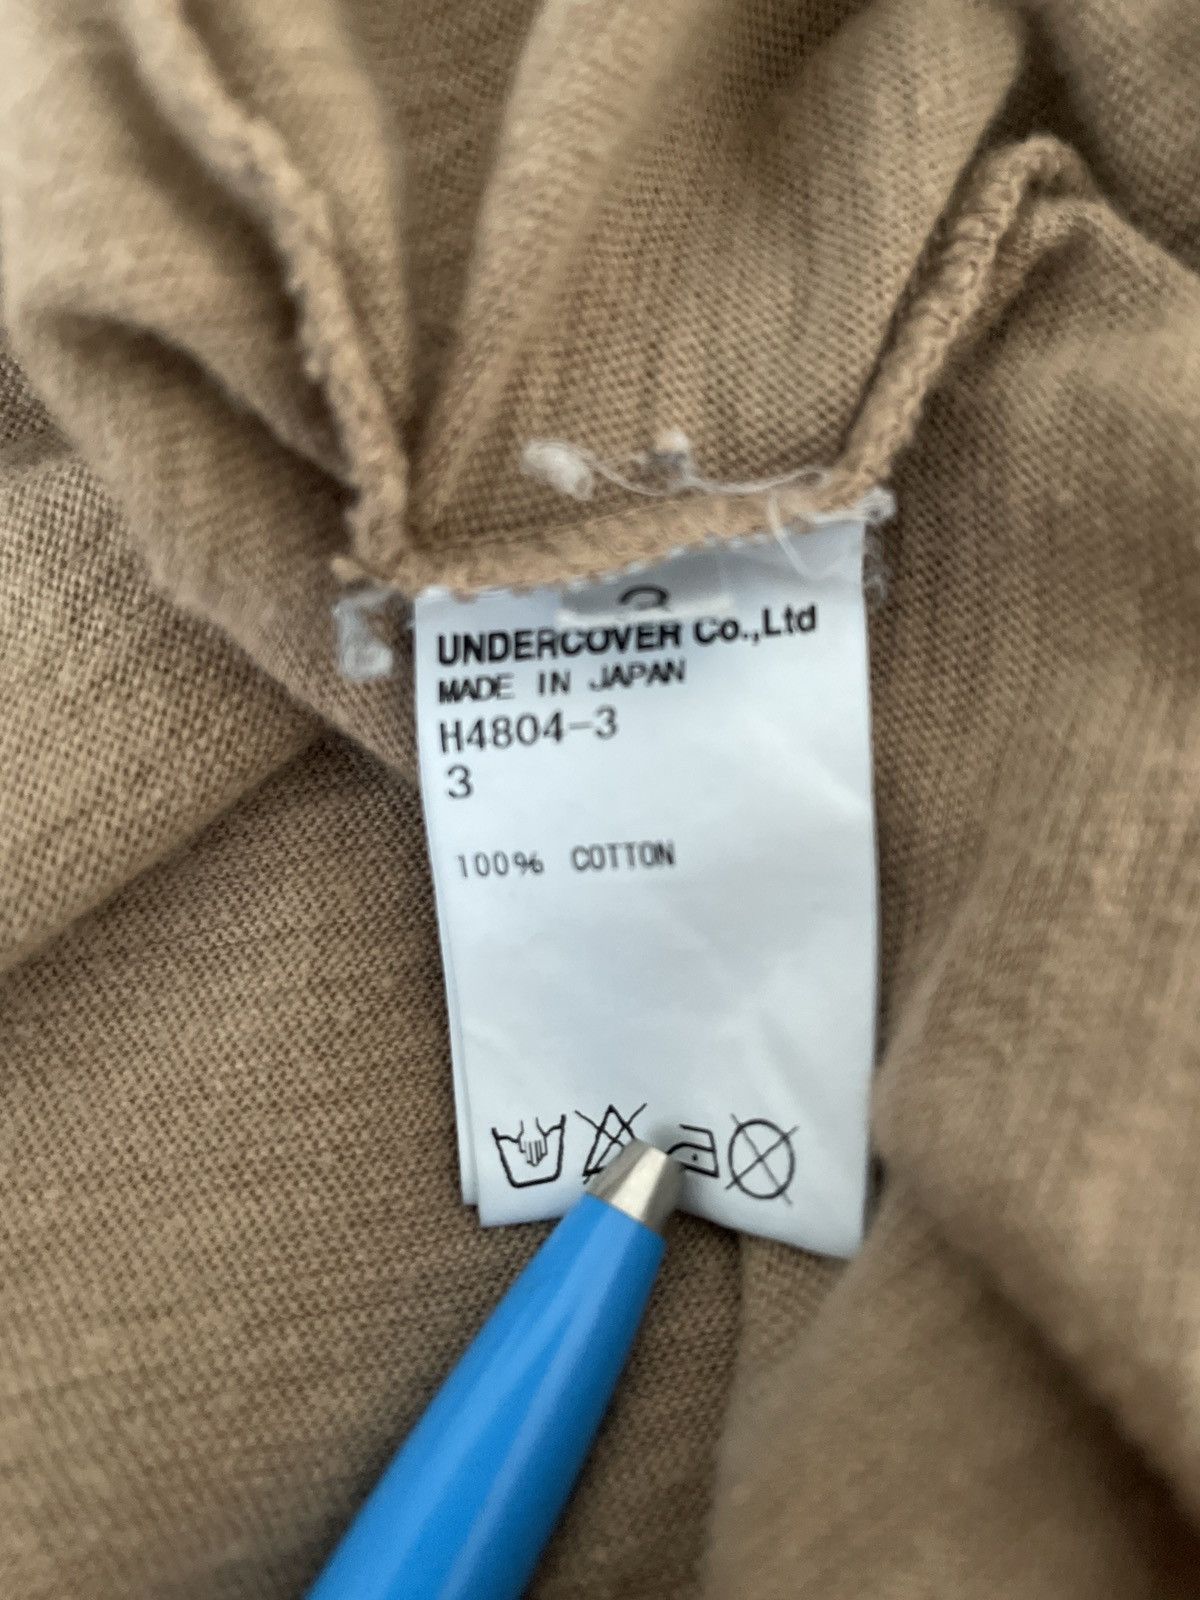 UNDERCOVER Co.,Ltd
MADE IN JAPAN
H4804-3
3
100% COTTON